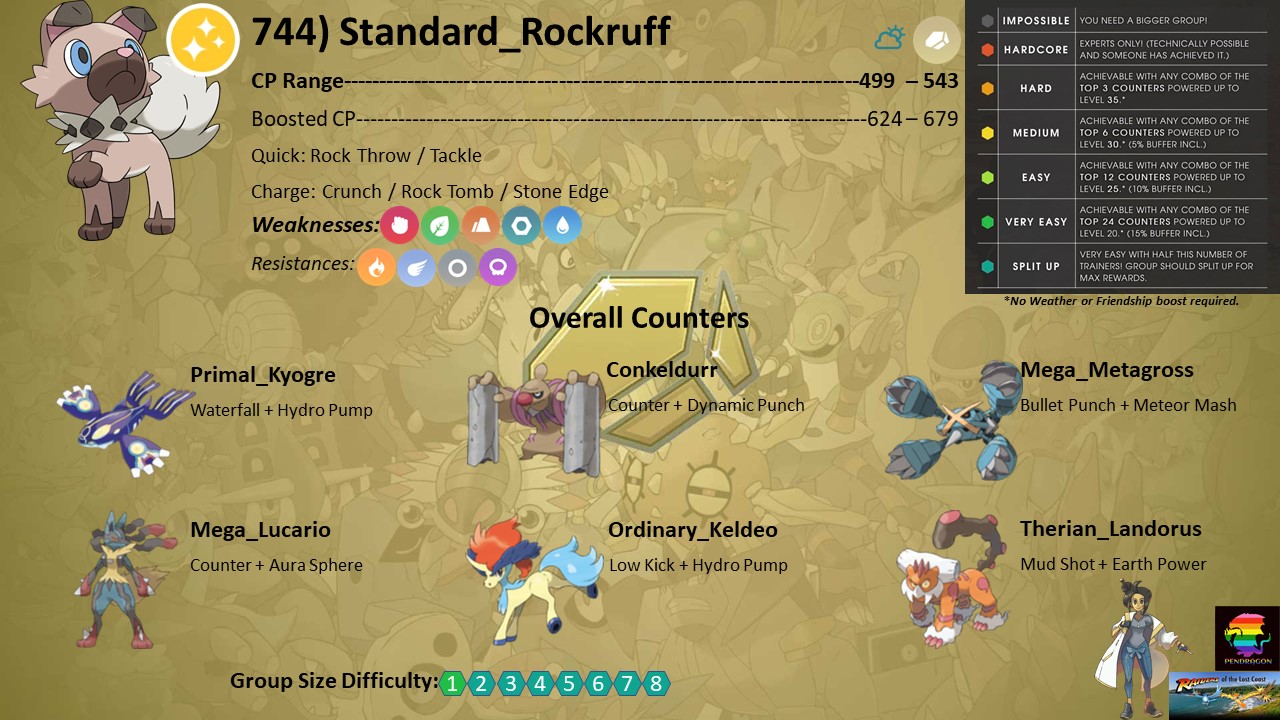 744) Standard_Rockruff
CP Range---------------------------------------------------------------------499 – 543
Boosted CP--------------------------------------------------------------------624 – 679
Quick: Rock Throw / Tackle
Charge: Crunch / Rock Tomb / Stone Edge
Weaknesses:
Resistances:
IMPOSSIBLE YOU NEED A BIGGER GROUP!
HARDCORE EXPERTS ONLY! (TECHNICALLY POSSIBLE
AND SOMEONE HAS ACHIEVED IT.)
HARD ACHIEVABLE WITH ANY COMBO OF THE
TOP 3 COUNTERS POWERED UP TO
LEVEL 35.*
MEDIUM ACHIEVABLE WITH ANY COMBO OF THE
TOP 6 COUNTERS POWERED UP TO
LEVEL 30.* (5% BUFFER INCL.)
EASY ACHIEVABLE WITH ANY COMBO OF THE
TOP 12 COUNTERS POWERED UP TO
LEVEL 25.* (10% BUFFER INCL.)
VERY EASY ACHIEVABLE WITH ANY COMBO OF THE
TOP 24 COUNTERS POWERED UP TO
LEVEL 20.* (15% BUFFER INCL.)
SPLIT UP VERY EASY WITH HALF THIS NUMBER OF
TRAINERS! GROUP SHOULD SPLIT UP FOR
MAX REWARDS.
*No Weather or Friendship boost required.
Overall Counters
Primal_Kyogre
Waterfall + Hydro Pump
Conkeldurr
Counter + Dynamic Punch
Mega_Metagross
Bullet Punch + Meteor Mash
Mega_Lucario
Counter + Aura Sphere
Ordinary_Keldeo
Low Kick + Hydro Pump
Therian_Landorus
Mud Shot + Earth Power
Group Size Difficulty: 1 2 3 4 5 6 7 8
PENDRAGON
RAIDERS of the Lost Coast